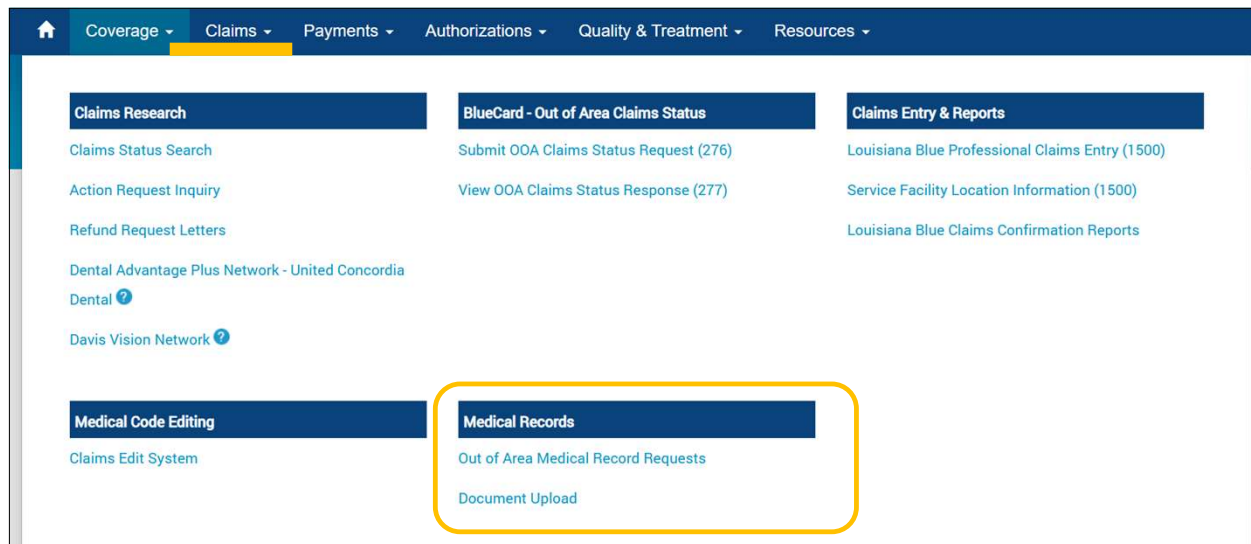 Coverage Claims Payments Authorizations Quality & Treatment Resources
Claims Research
Claims Status Search
Action Request Inquiry
Refund Request Letters
Dental Advantage Plus Network - United Concordia
Dental ?
Davis Vision Network ?
BlueCard - Out of Area Claims Status
Submit OOA Claims Status Request (276)
View OOA Claims Status Response (277)
Claims Entry & Reports
Louisiana Blue Professional Claims Entry (1500)
Service Facility Location Information (1500)
Louisiana Blue Claims Confirmation Reports
Medical Code Editing
Claims Edit System
Medical Records
Out of Area Medical Record Requests
Document Upload